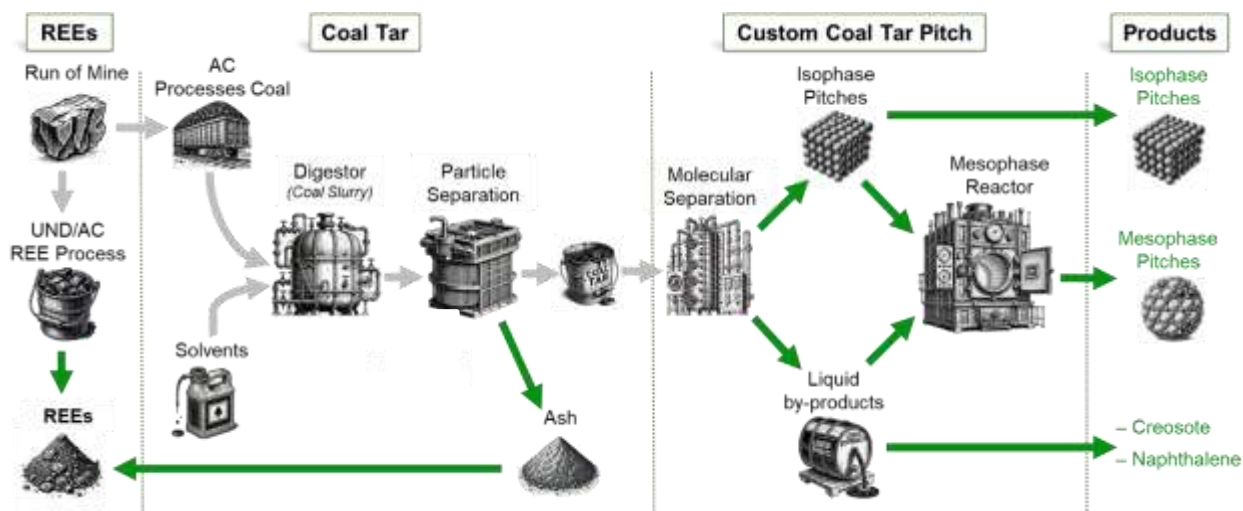 REEs
Coal Tar
Custom Coal Tar Pitch
Products
Run of Mine
AC
Processes Coal
UND/AC
REE Process
REEs
Solvents
Digestor
(Coal Slurry)
Particle
Separation
COAL
TAR
Ash
Molecular
Separation
Isophase
Pitches
Liquid
by-products
Mesophase
Reactor
Isophase
Pitches
Mesophase
Pitches
– Creosote
– Naphthalene